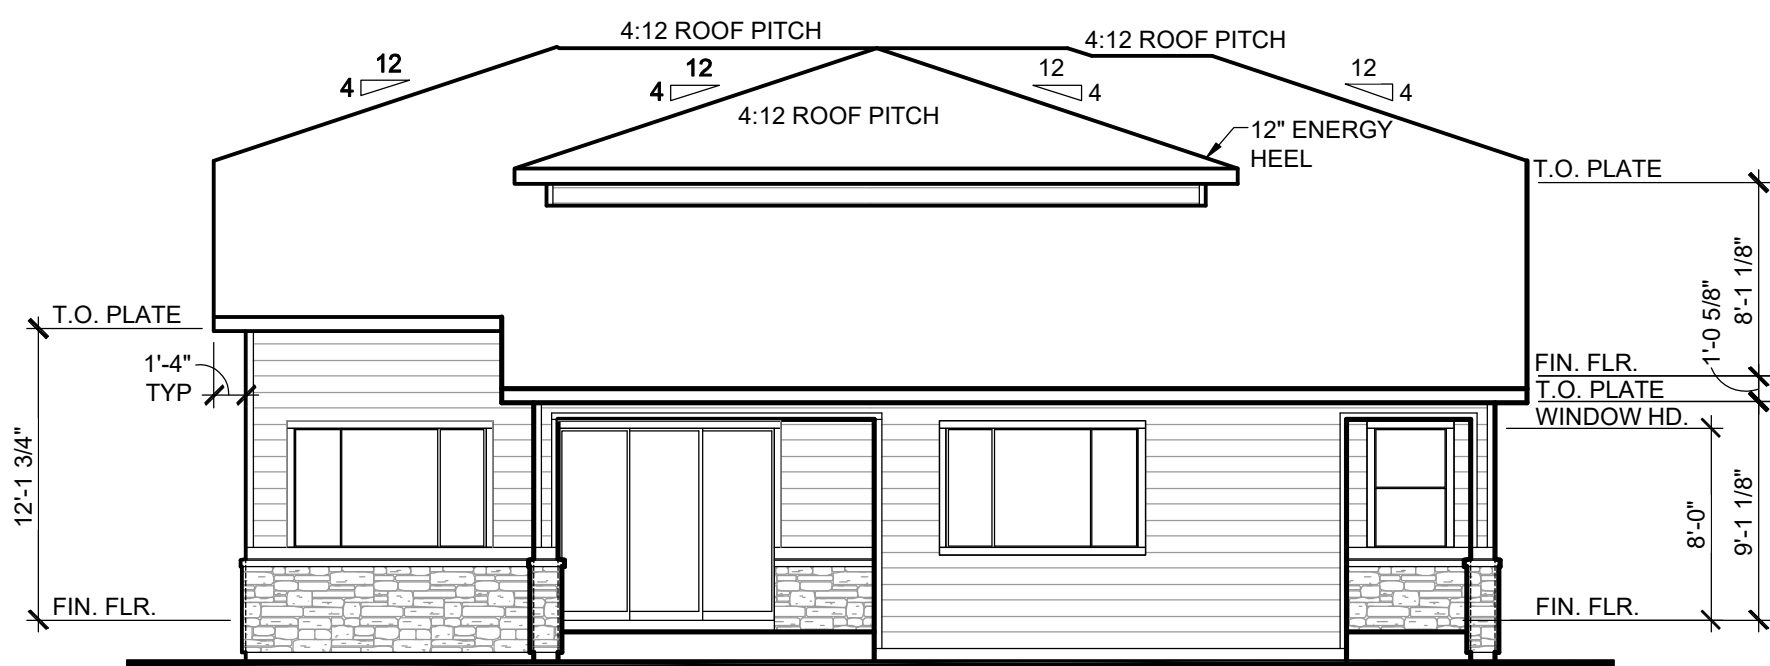 4:12 ROOF PITCH
4:12 ROOF PITCH
12
4
12
4
12
4
12
4
4:12 ROOF PITCH
12" ENERGY
HEEL
T.O. PLATE
8'-1 1/8"
1'-0 5/8"
T.O. PLATE
1'-4"
TYP
12'-1 3/4"
FIN. FLR.
T.O. PLATE
WINDOW HD.
8'-0"
9'-1 1/8"
FIN. FLR.
FIN. FLR.